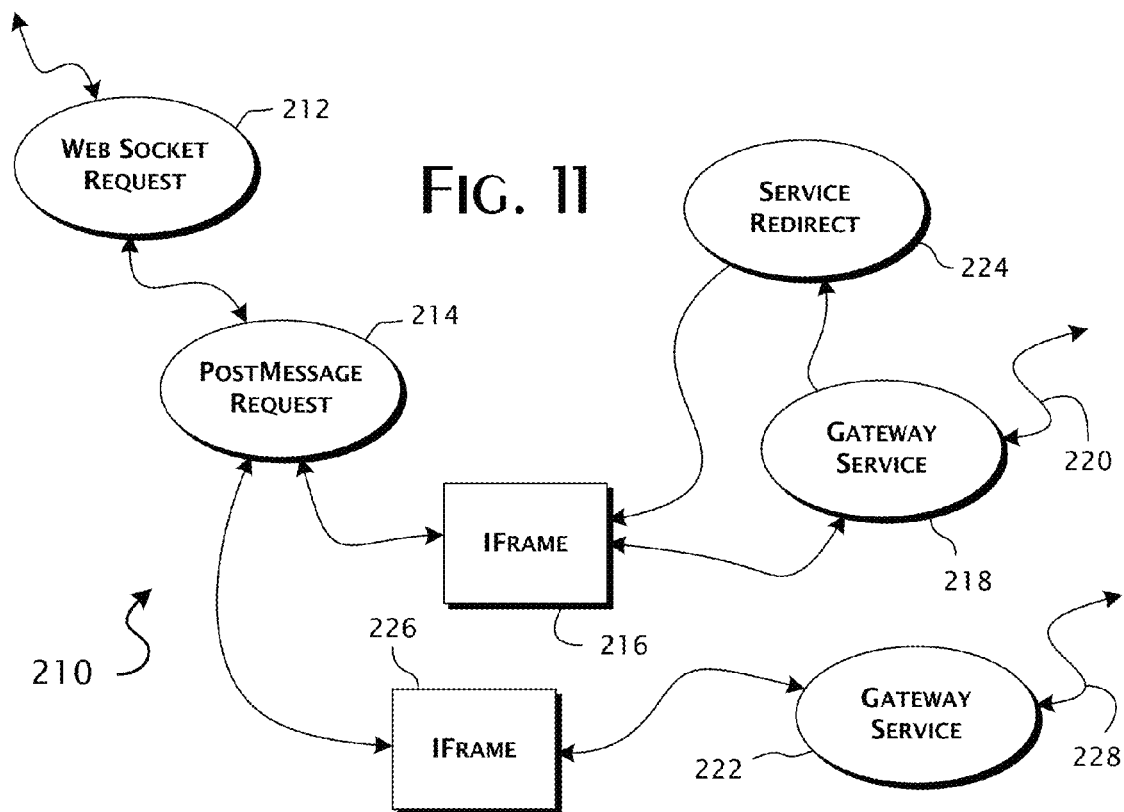 212
WEB SOCKET
REQUEST
FIG. 11
SERVICE
REDIRECT
224
214
POSTMESSAGE
REQUEST
GATEWAY
SERVICE
220
IFRAME
218
216
226
210
GATEWAY
SERVICE
IFRAME
222
228